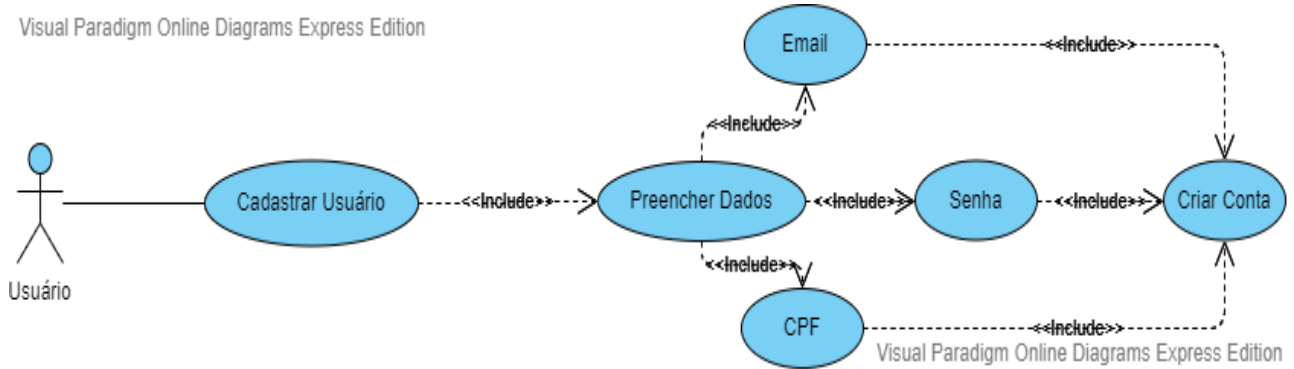 Visual Paradigm Online Diagrams Express Edition
Email
<<Include>>
<<Include>>
Cadastrar Usuário
<<Include>>
Preencher Dados
<<Include>>
Senha
<<Include>>
Criar Conta
Usuário
<<Include>>
CPF
<<Include>>
Visual Paradigm Online Diagrams Express Edition